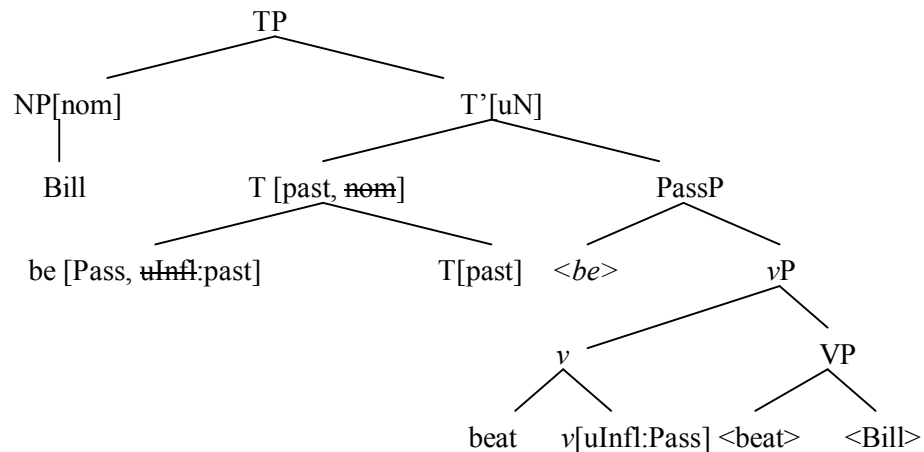 TP
NP[nom] T’[uN]
Bill T [past, nom] PassP
be [Pass, uInfl:past] T[past] <be> vP
v VP
beat v[uInfl:Pass] <beat> <Bill>